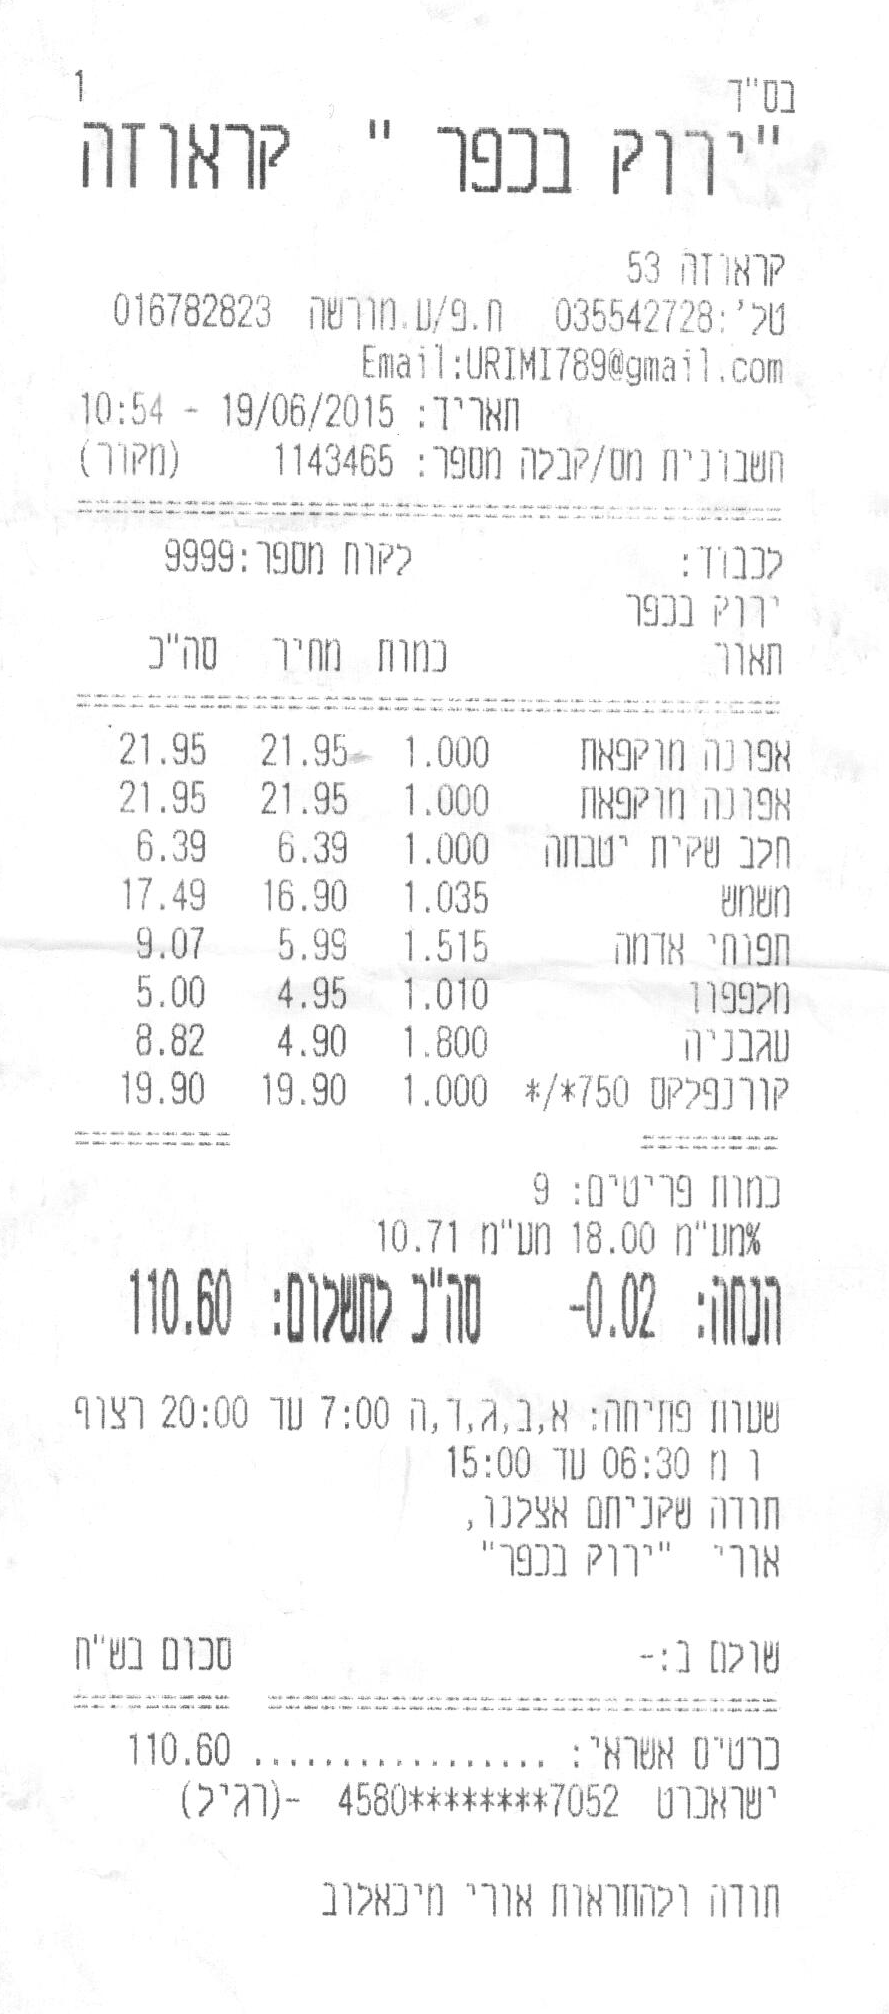 בס"ד 1
"ירוק בכפר " קראוזה
קראוזה 53
טל':035542728 ח.פ/ע.מורשה 016782823
Email:URIMI789@gmail.com
תאריד: 19/06/2015 - 10:54
חשבונית מס/קבלה מספר: 1143465 (מקור)
לכבוד: לקוח מספר:9999
ירוק בכפר
תאור כמות מחיר סה"כ
אפונה מוקפאת 1.000 21.95 21.95
אפונה מוקפאת 1.000 21.95 21.95
חלב שקית יטבתה 1.000 6.39 6.39
משמש 1.035 16.90 17.49
תפוחי אדמה 1.515 5.99 9.07
מלפפון 1.010 4.95 5.00
עגבניה 1.800 4.90 8.82
קורנפלקס 750*/* 1.000 19.90 19.90
כמות פריטים: 9
%מע"מ 18.00 מע"מ 10.71
הנחה: -0.02 סה"כ לתשלום: 110.60
שעות פתיחה: א,ב,ג,ד,ה 7:00 עד 20:00 רצוף
ו מ 06:30 עד 15:00
תודה שקניתם אצלנו,
אורי "ירוק בכפר"
שולם ב:- סכום בש"ח
כרטיס אשראי: ................. 110.60
ישראכרט 4580********7052 -(רגיל)
תודה ולהתראות אורי מיכאלוב